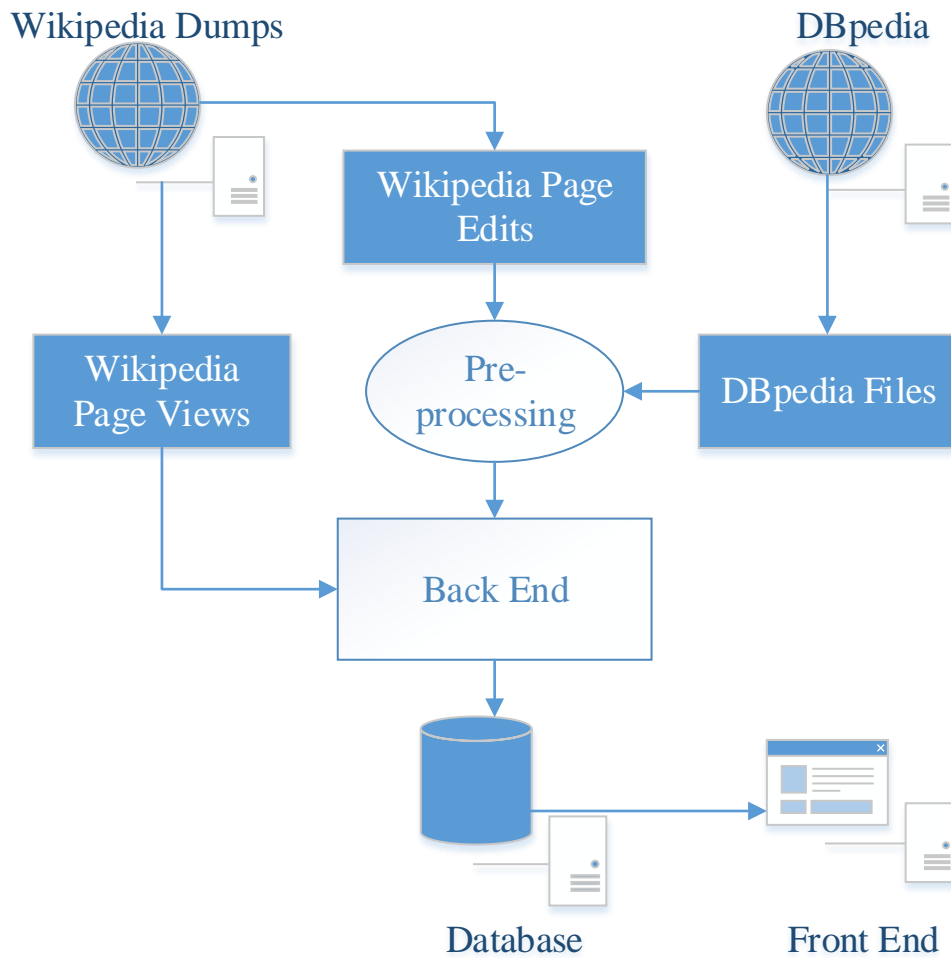 Wikipedia Dumps
DBpedia
Wikipedia Page
Edits
Wikipedia
Page Views
Pre-
processing
DBpedia Files
Back End
Database
Front End